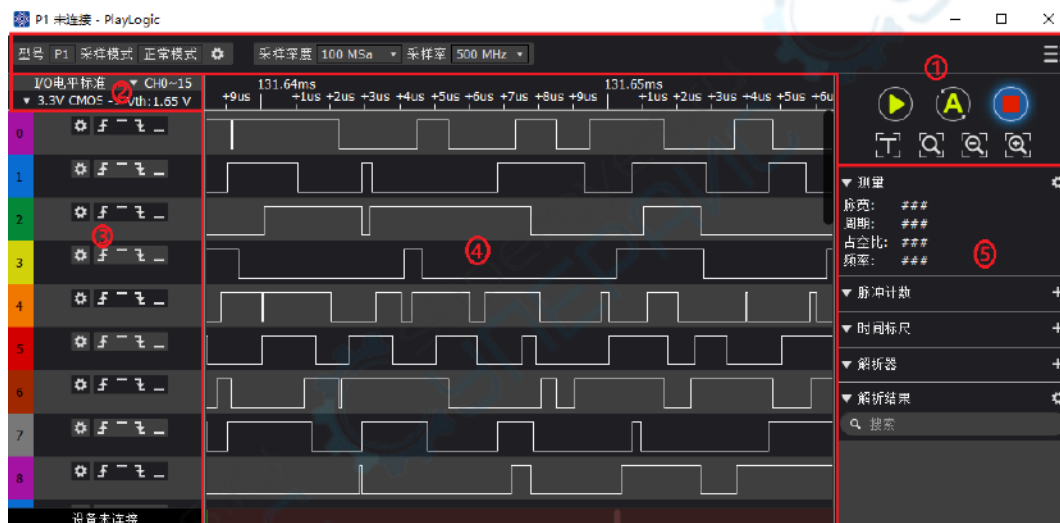 P1 未连接 - PlayLogic
型号 P1 采样模式 正常模式 采样深度 100 MSa 采样率 500 MHz
①
I/O电平标准 CH0~15
3.3V CMOS -> Vth: 1.65 V
②
131.64ms 131.65ms
+9us +1us +2us +3us +4us +5us +6us +7us +8us +9us +1us +2us +3us +4us +5us +6u
A
T
0
1
2
3
4
5
6
7
8
③
④
测量
脉宽: ###
周期: ###
占空比: ###
频率: ###
⑤
脉冲计数
时间标尺
解析器
解析结果
搜索
设备未连接